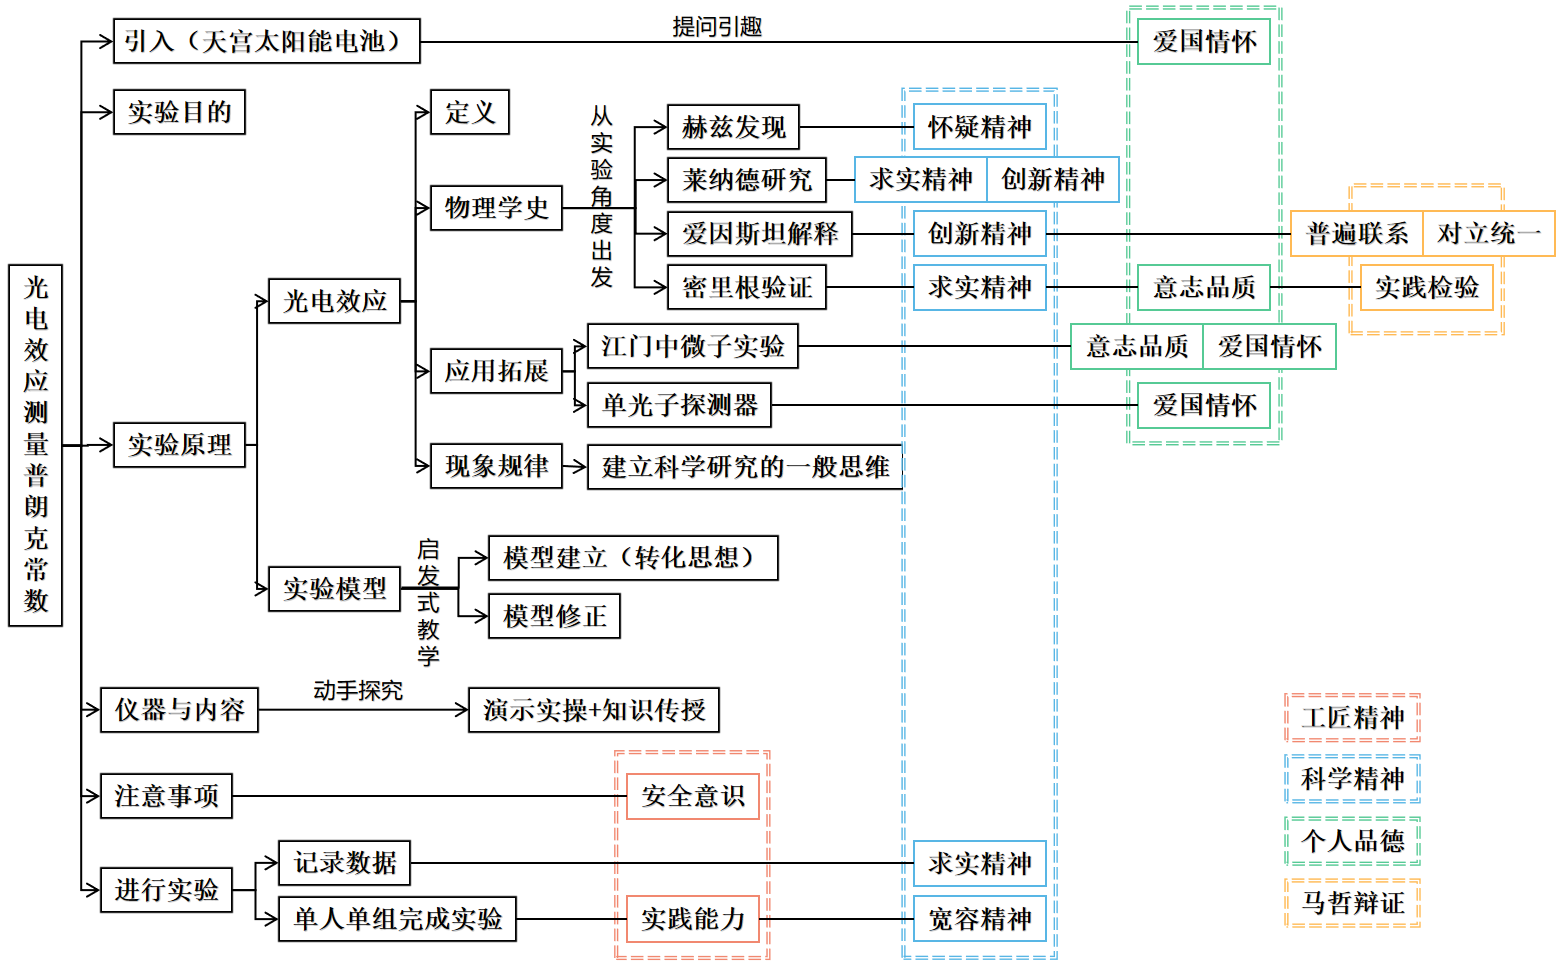 引入（天宫太阳能电池）
提问引趣
爱国情怀
实验目的
定义
从实验角度出发
赫兹发现
怀疑精神
莱纳德研究
求实精神
创新精神
物理学史
爱因斯坦解释
创新精神
普遍联系
对立统一
光电效应测量普朗克常数
光电效应
密里根验证
求实精神
意志品质
实践检验
应用拓展
江门中微子实验
意志品质
爱国情怀
单光子探测器
爱国情怀
实验原理
现象规律
建立科学研究的一般思维
实验模型
启发式教学
模型建立（转化思想）
模型修正
仪器与内容
动手探究
演示实操+知识传授
工匠精神
科学精神
注意事项
安全意识
个人品德
进行实验
记录数据
求实精神
马哲辩证
单人单组完成实验
实践能力
宽容精神